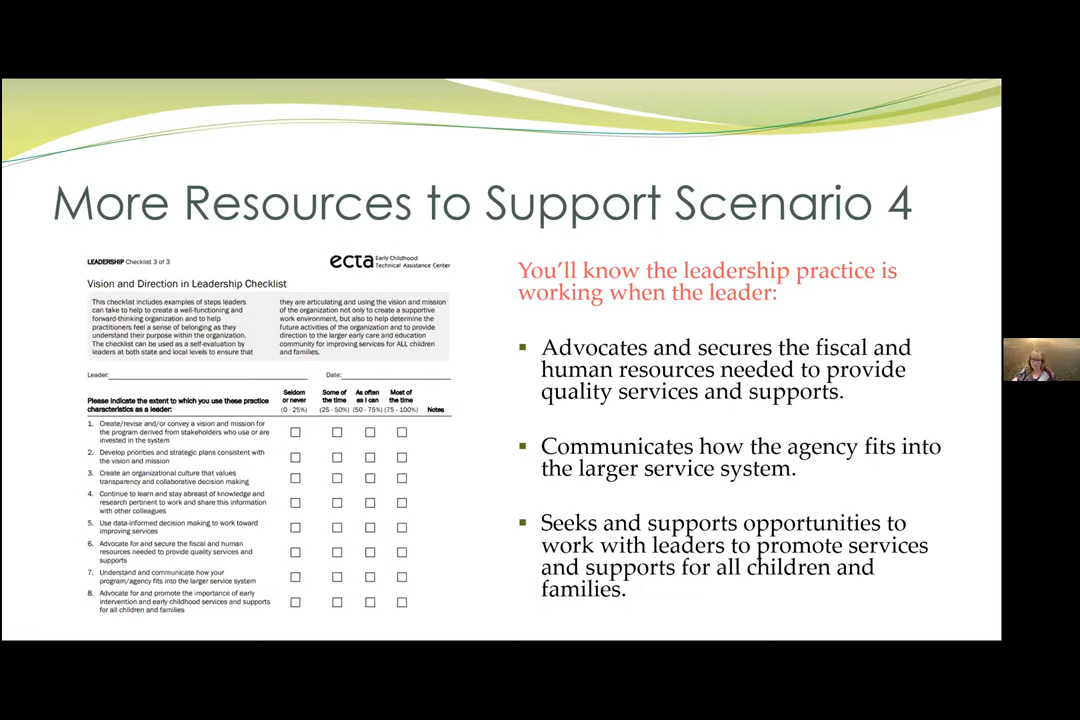 More Resources to Support Scenario 4
LEADERSHIP Checklist 3 of 3
ecta Early Childhood
Technical Assistance Center
Vision and Direction in Leadership Checklist
This checklist includes examples of steps leaders
can take to help to create a well-functioning and
forward-thinking organization and to help
practitioners feel a sense of belonging as they
understand their purpose within the organization.
The checklist can be used as a self-evaluation by
leaders at both state and local levels to ensure that
they are articulating and using the vision and mission
of the organization not only to create a supportive
work environment, but also to help determine the
future activities of the organization and to provide
direction to the larger early care and education
community for improving services for ALL children
and families.
Leader:
Date:
Please indicate the extent to which you use these practice
characteristics as a leader:
Seldom
or never
(0 - 25%)
Some of
the time
(25 - 50%)
As often
as I can
(50 - 75%)
Most of
the time
(75 - 100%)
Notes
1. Create/revise and/or convey a vision and mission for
the program derived from stakeholders who use or are
invested in the system
2. Develop priorities and strategic plans consistent with
the vision and mission
3. Create an organizational culture that values
transparency and collaborative decision making
4. Continue to learn and stay abreast of knowledge and
research pertinent to work and share this information
with other colleagues
5. Use data-informed decision making to work toward
improving services
6. Advocate for and secure the fiscal and human
resources needed to provide quality services and
supports
7. Understand and communicate how your
program/agency fits into the larger service system
8. Advocate for and promote the importance of early
intervention and early childhood services and supports
for all children and families
You'll know the leadership practice is
working when the leader:
▪ Advocates and secures the fiscal and
human resources needed to provide
quality services and supports.
▪ Communicates how the agency fits into
the larger service system.
▪ Seeks and supports opportunities to
work with leaders to promote services
and supports for all children and
families.